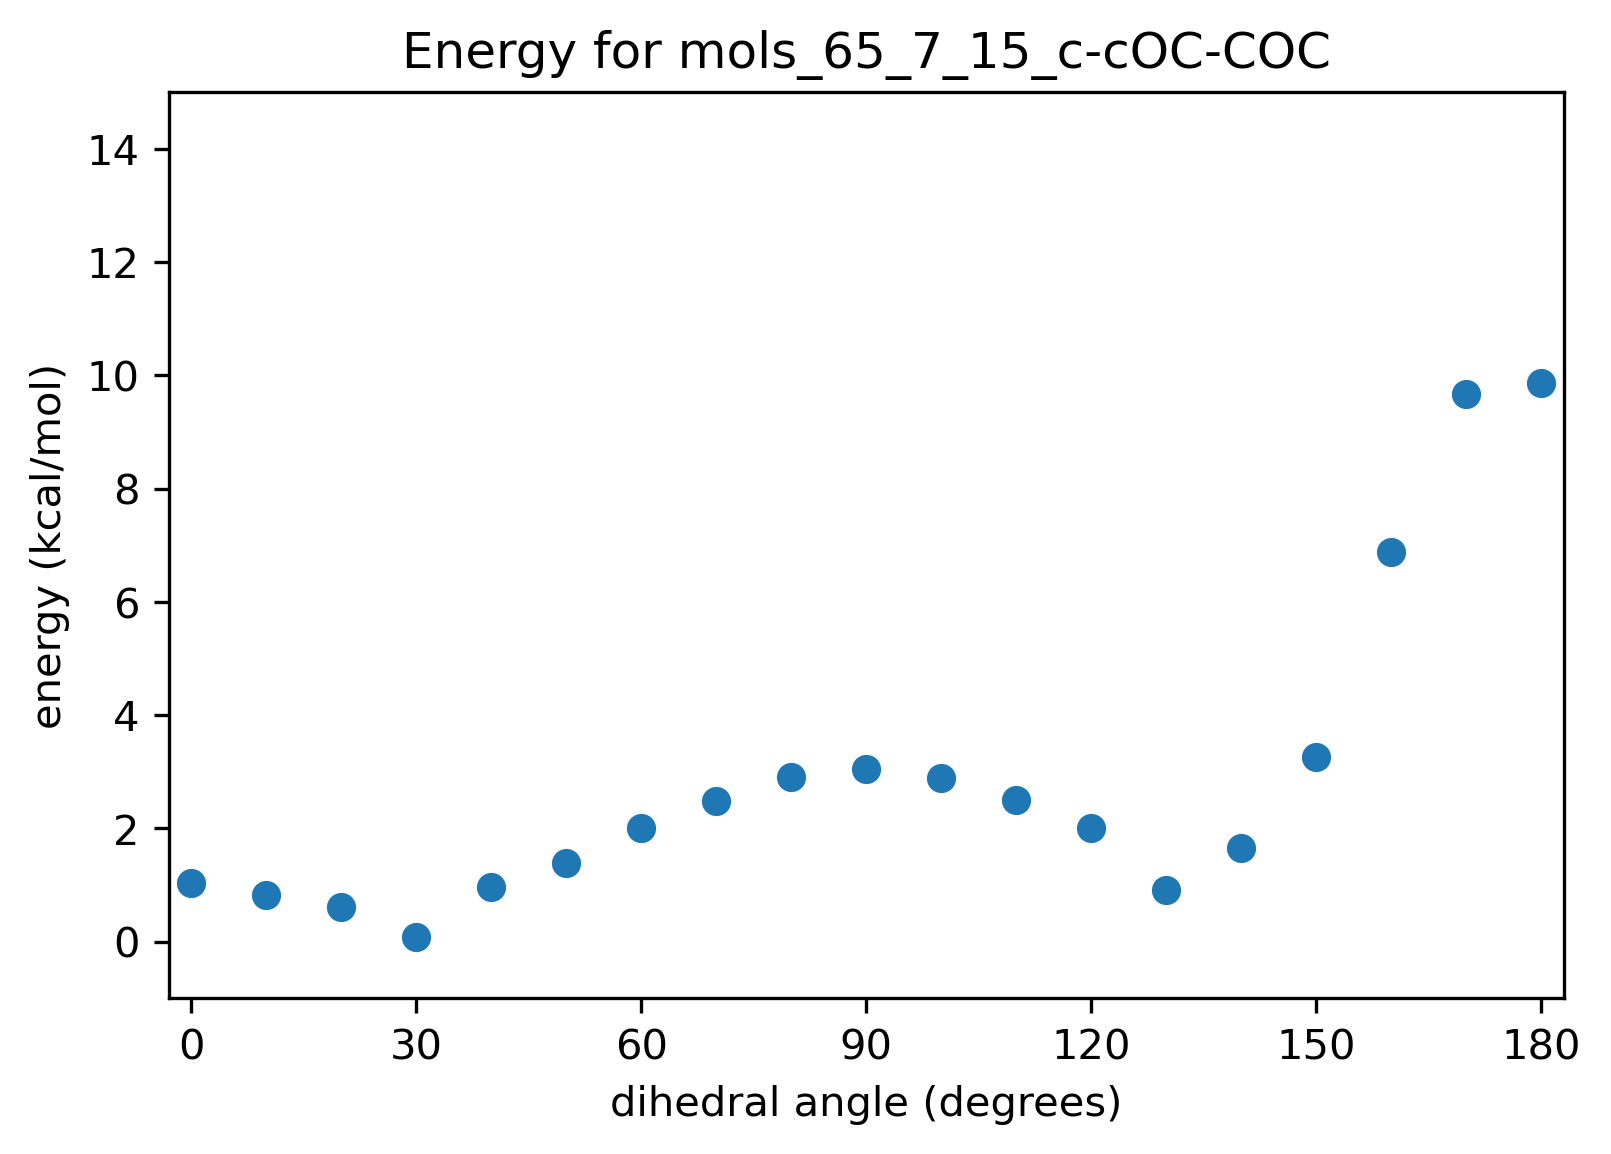 Energy for mols_65_7_15_c-cOC-COC
14
12
10
8
6
4
2
0
energy (kcal/mol)
0 30 60 90 120 150 180
dihedral angle (degrees)